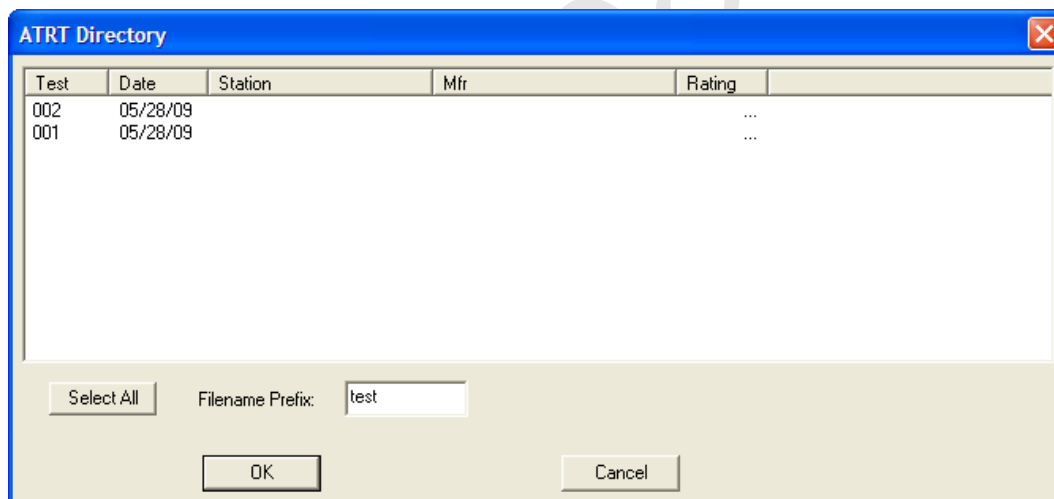 ATRT Directory
Test Date Station Mfr Rating
002 05/28/09 ...
001 05/28/09 ...
Select All Filename Prefix: test
OK Cancel